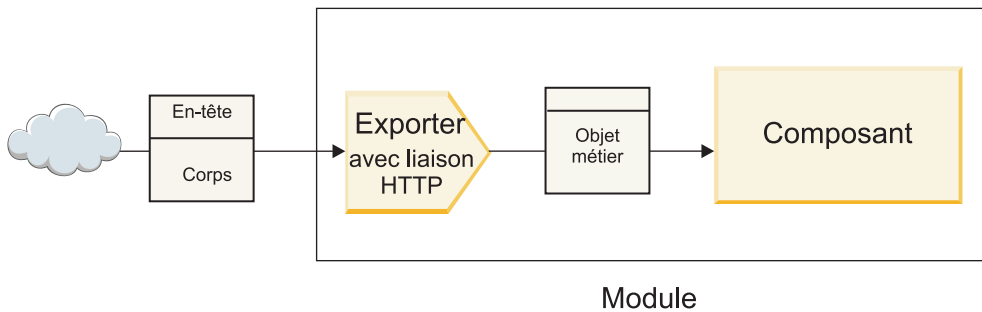 En-tête
Corps
Exporter
avec liaison
HTTP
Objet
métier
Composant
Module